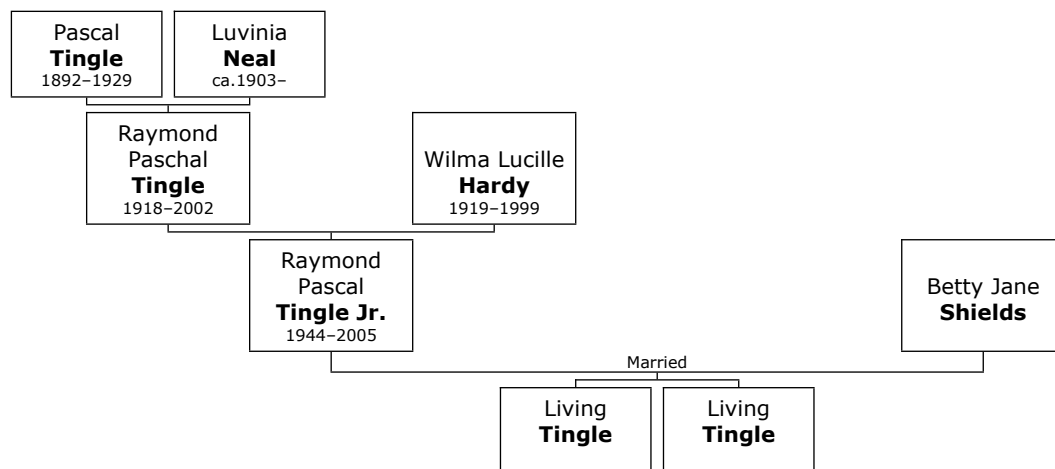 Pascal
Tingle
1892–1929
Luvinia
Neal
ca.1903–
Raymond
Paschal
Tingle
1918–2002
Wilma Lucille
Hardy
1919–1999
Raymond
Pascal
Tingle Jr.
1944–2005
Betty Jane
Shields
Married
Living
Tingle
Living
Tingle